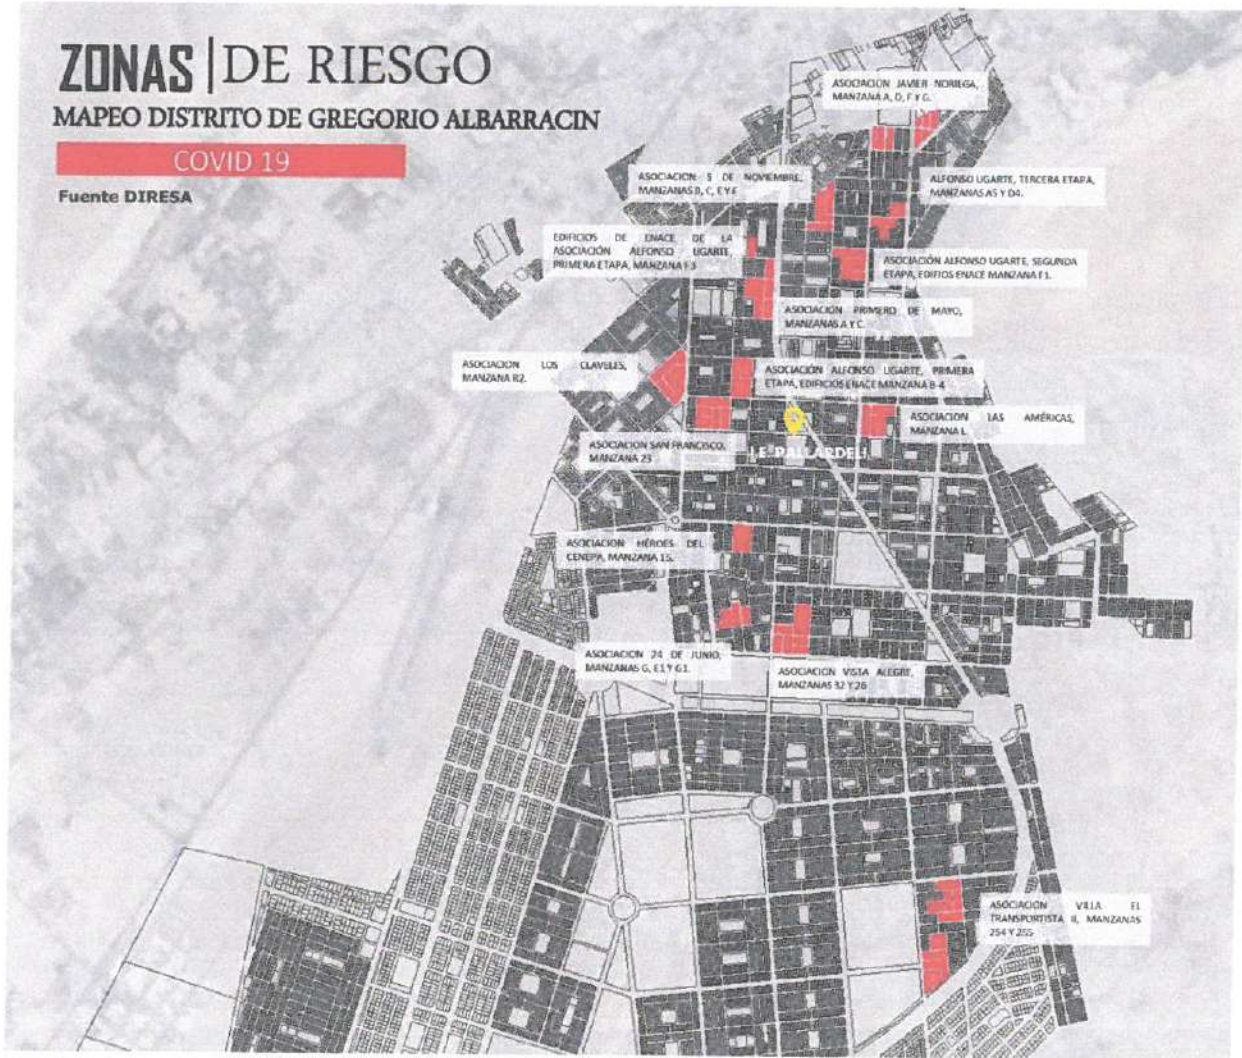 ZONAS | DE RIESGO
MAPEO DISTRITO DE GREGORIO ALBARRACIN
COVID 19
Fuente DIRESA
ASOCIACION JAVIER NORIEGA,
MANZANA A, D, F Y G.
ASOCIACION 5 DE NOVIEMBRE,
MANZANAS B, C, E Y F
ALFONSO UGARTE, TERCERA ETAPA,
MANZANAS A5 Y D4.
EDIFICIOS DE ENACE DE LA
ASOCIACIÓN ALFONSO UGARTE,
PRIMERA ETAPA, MANZANA F3
ASOCIACIÓN ALFONSO UGARTE, SEGUNDA
ETAPA, EDIFIOS ENACE MANZANA F1.
ASOCIACIÓN PRIMERO DE MAYO,
MANZANAS A Y C.
ASOCIACION LOS CLAVELES,
MANZANA R2.
ASOCIACIÓN ALFONSO UGARTE, PRIMERA
ETAPA, EDIFICIOS ENACE MANZANA B-4
ASOCIACION LAS AMÉRICAS,
MANZANA L
ASOCIACION SAN FRANCISCO,
MANZANA 23
I.E. PALLARDELI
ASOCIACION HÉROES DEL
CENEPA, MANZANA 15.
ASOCIACION 24 DE JUNIO,
MANZANAS G, E1 Y G1.
ASOCIACION VISTA ALEGRE,
MANZANAS 32 Y 26
ASOCIACION VILLA EL
TRANSPORTISTA II, MANZANAS
254 Y 255